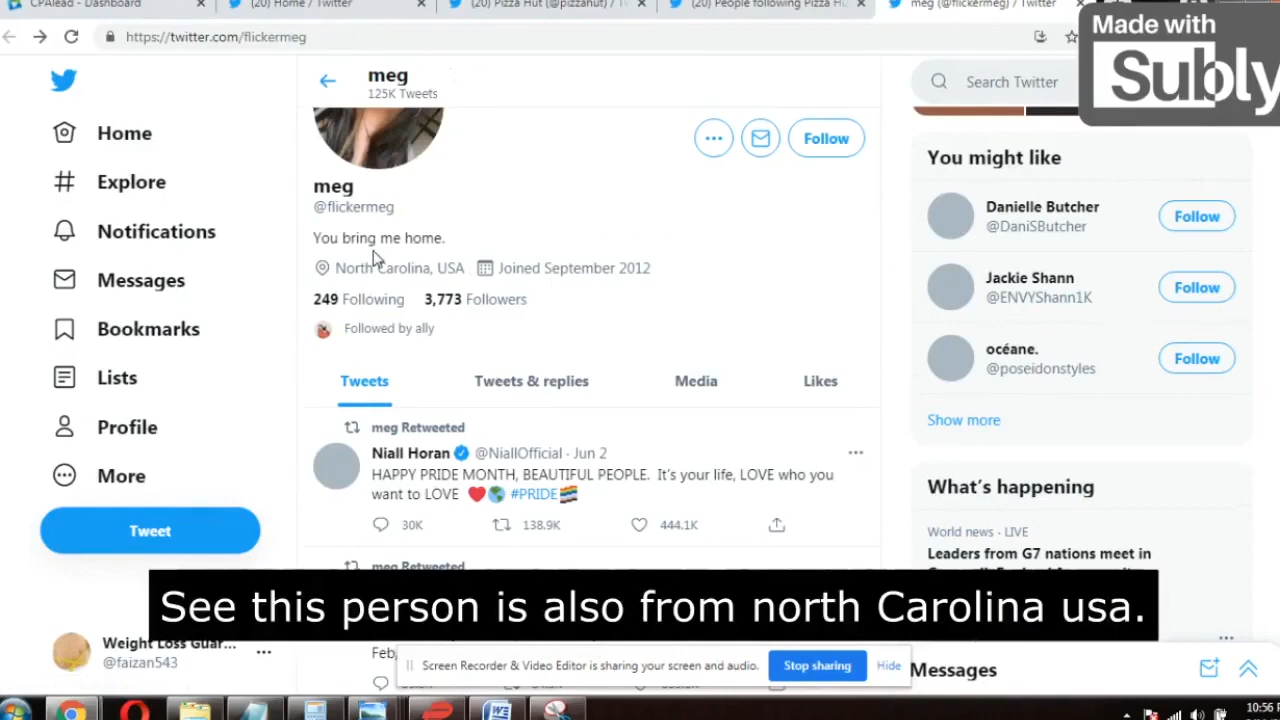 CPAlead - Dashboard
(20) Home / Twitter
(20) Pizza Hut (@pizzahut) /
(20) People following Pizza H
meg (@flickermeg) / Twitter
https://twitter.com/flickermeg
Made with
Subly
meg
125K Tweets
Search Twitter
Home
Explore
Notifications
Messages
Bookmarks
Lists
Profile
More
Tweet
Weight Loss Guar...
@faizan543
Follow
meg
@flickermeg
You bring me home.
North Carolina, USA Joined September 2012
249 Following 3,773 Followers
Followed by ally
Tweets Tweets & replies Media Likes
meg Retweeted
Niall Horan @NiallOfficial · Jun 2
HAPPY PRIDE MONTH, BEAUTIFUL PEOPLE. It's your life, LOVE who you
want to LOVE ❤️🌎 #PRIDE🏳️‍🌈
30K 138.9K 444.1K
meg Retweeted
You might like
Danielle Butcher
@DaniSButcher
Follow
Jackie Shann
@ENVYShann1K
Follow
océane.
@poseidonstyles
Follow
Show more
What's happening
World news · LIVE
Leaders from G7 nations meet in
See this person is also from north Carolina usa.
Feb
Screen Recorder & Video Editor is sharing your screen and audio. Stop sharing Hide
Messages
10:56